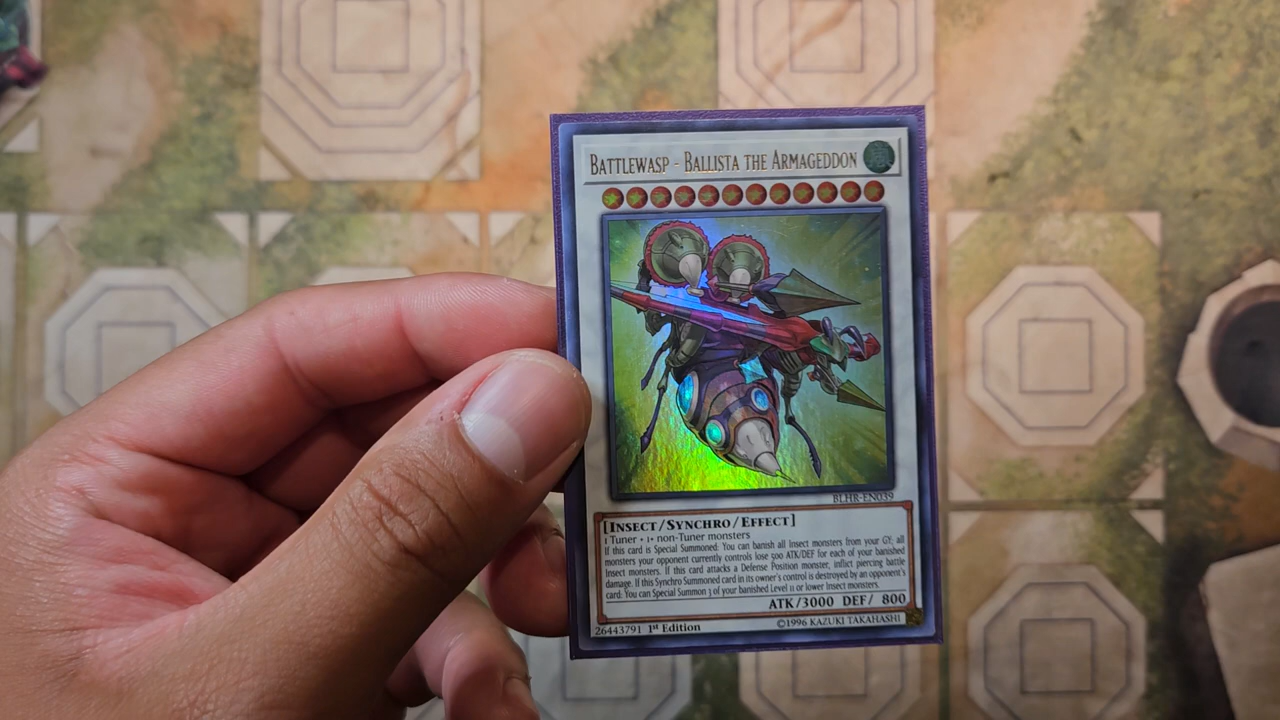 BATTLEWASP - BALLISTA THE ARMAGEDDON
BLHR-EN039
[INSECT/SYNCHRO/EFFECT]
1 Tuner + 1+ non-Tuner monsters
If this card is Special Summoned: You can banish all Insect monsters from your GY; all
monsters your opponent currently controls lose 500 ATK/DEF for each of your banished
Insect monsters. If this card attacks a Defense Position monster, inflict piercing battle
damage. If this Synchro Summoned card in its owner's control is destroyed by an opponent's
card: You can Special Summon 3 of your banished Level 11 or lower Insect monsters.
ATK/3000 DEF/ 800
26443791 1st Edition ©1996 KAZUKI TAKAHASHI